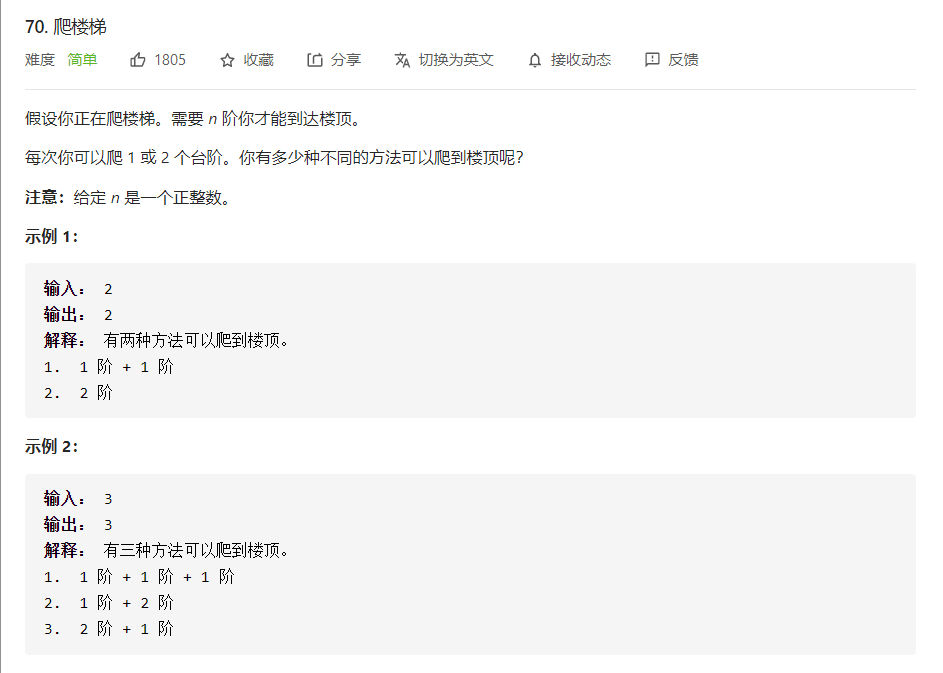 70. 爬楼梯
难度 简单 1805 收藏 分享 切换为英文 接收动态 反馈
假设你正在爬楼梯。需要 n 阶你才能到达楼顶。
每次你可以爬 1 或 2 个台阶。你有多少种不同的方法可以爬到楼顶呢？
注意：给定 n 是一个正整数。
示例 1：
输入： 2
输出： 2
解释： 有两种方法可以爬到楼顶。
1. 1 阶 + 1 阶
2. 2 阶
示例 2：
输入： 3
输出： 3
解释： 有三种方法可以爬到楼顶。
1. 1 阶 + 1 阶 + 1 阶
2. 1 阶 + 2 阶
3. 2 阶 + 1 阶